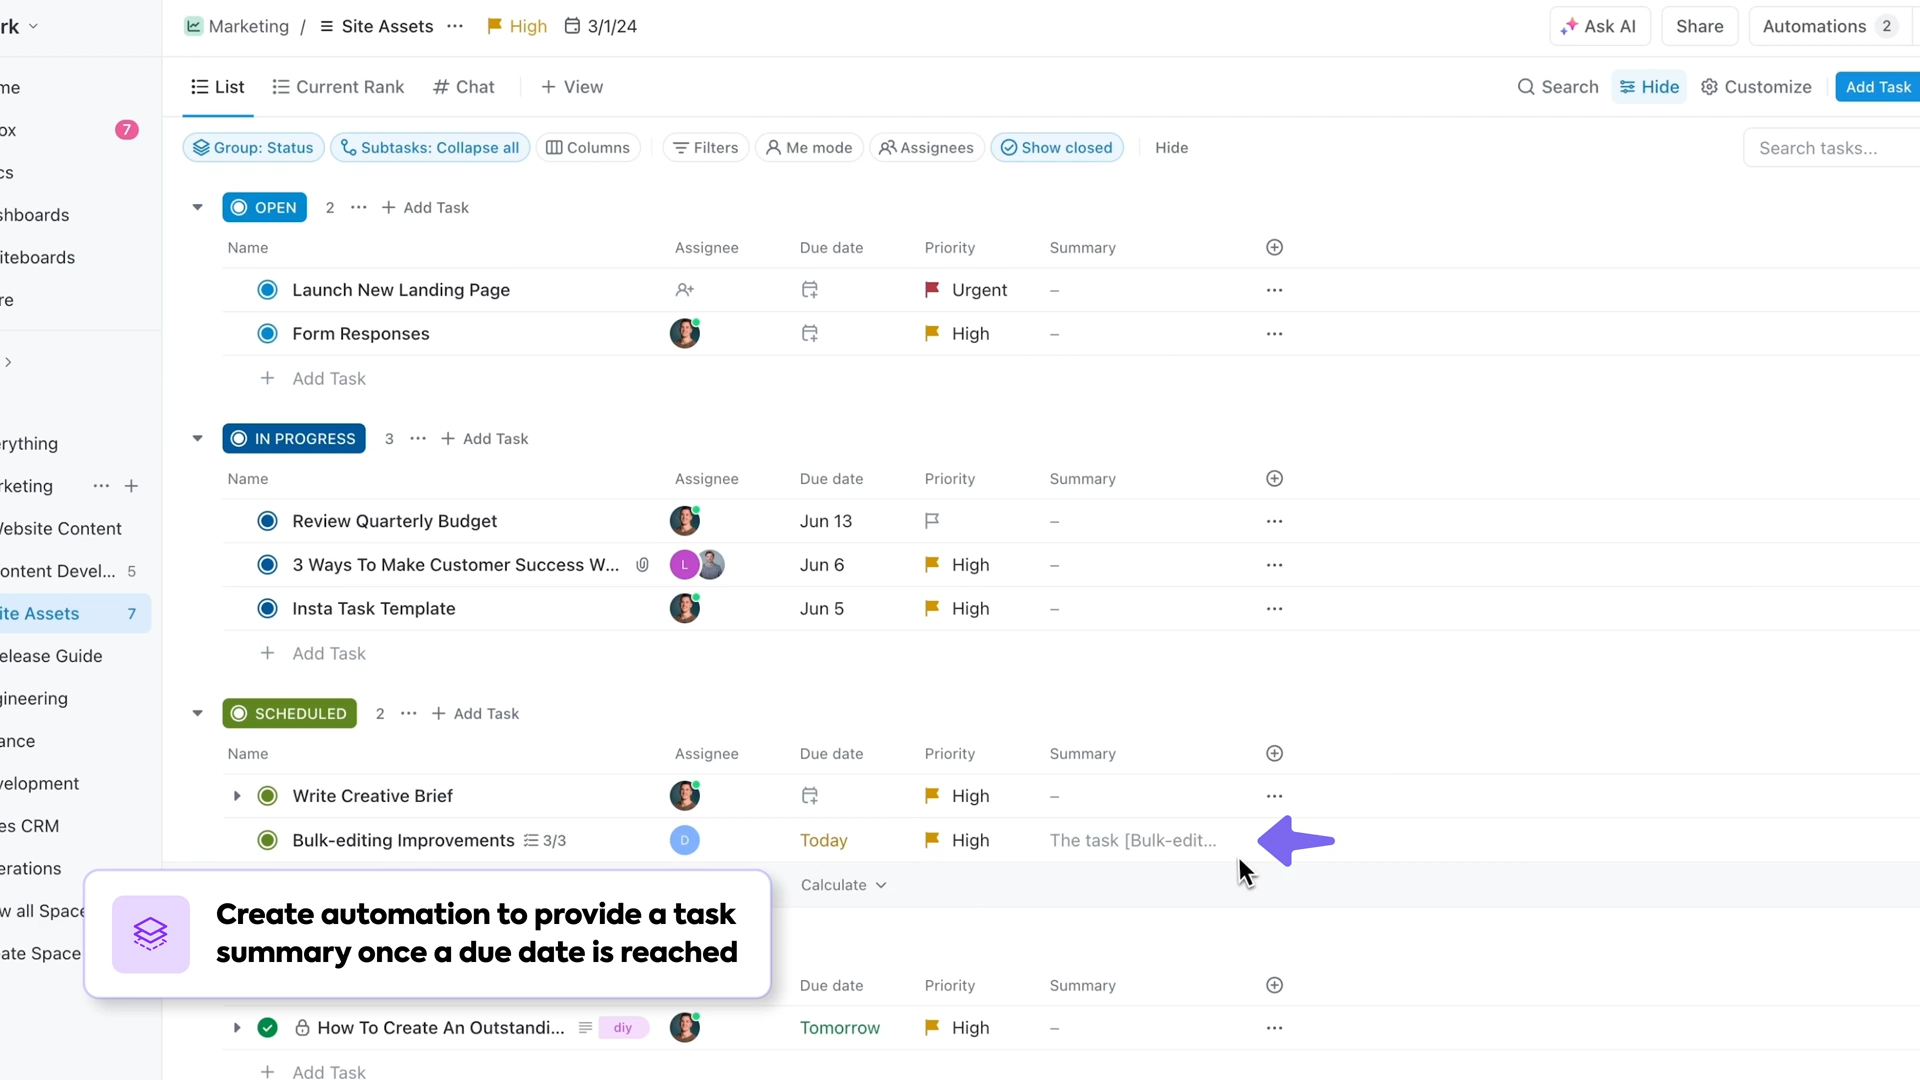 rk
Marketing / Site Assets ··· High 3/1/24
Ask AI
Share
Automations 2
List
Current Rank
# Chat
+ View
Search
Hide
Customize
Add Task
Group: Status
Subtasks: Collapse all
Columns
Filters
Me mode
Assignees
Show closed
Hide
Search tasks...
me
ox 7
cs
shboards
iteboards
re
erything
rketing ··· +
Website Content
ontent Devel... 5
ite Assets 7
elease Guide
gineering
ance
velopment
es CRM
erations
w all Space
ate Space
OPEN 2 ··· + Add Task
Name Assignee Due date Priority Summary
Launch New Landing Page Urgent –
Form Responses High –
+ Add Task
IN PROGRESS 3 ··· + Add Task
Name Assignee Due date Priority Summary
Review Quarterly Budget Jun 13 –
3 Ways To Make Customer Success W... L Jun 6 High –
Insta Task Template Jun 5 High –
+ Add Task
SCHEDULED 2 ··· + Add Task
Name Assignee Due date Priority Summary
Write Creative Brief High –
Bulk-editing Improvements 3/3 D Today High The task [Bulk-edit...
Calculate
Create automation to provide a task
summary once a due date is reached
Due date Priority Summary
How To Create An Outstandi... diy Tomorrow High –
+ Add Task